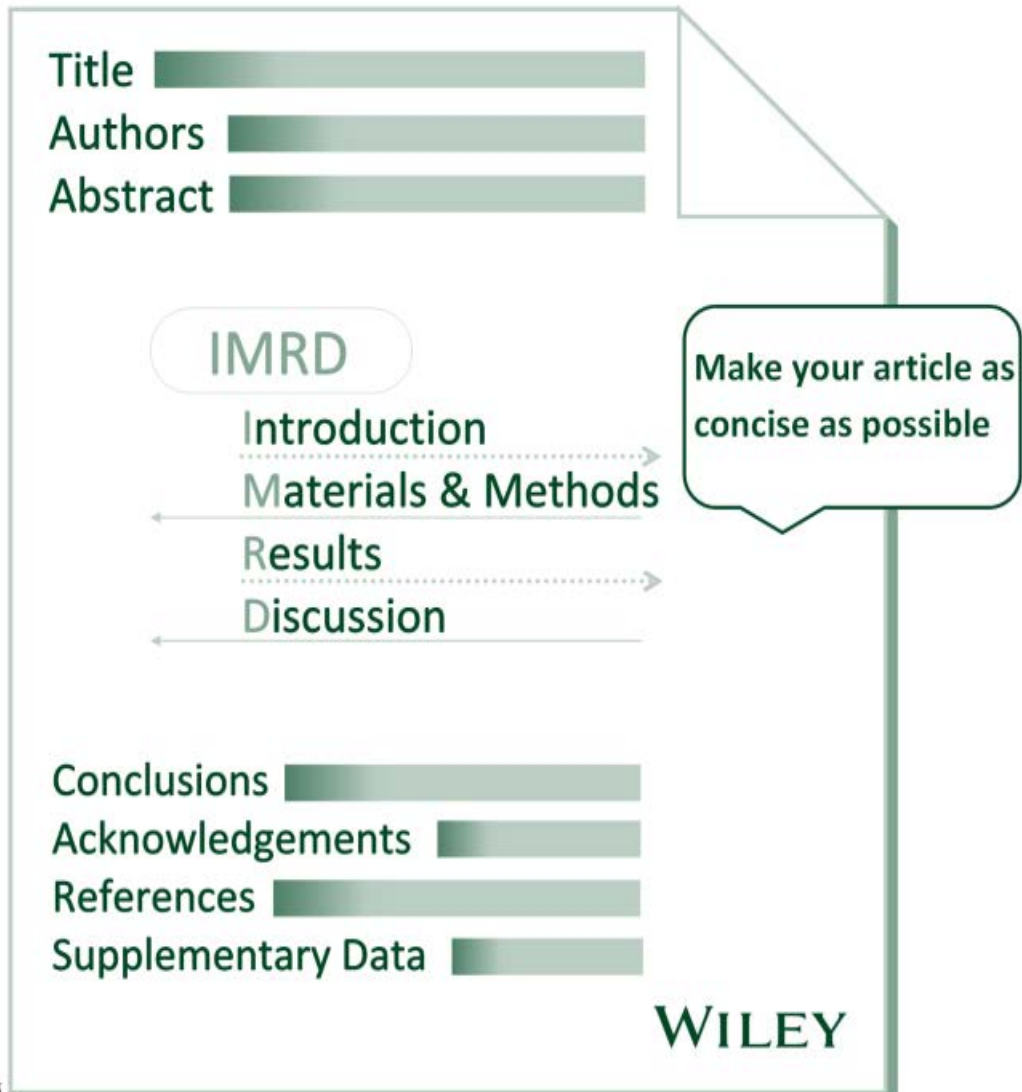 Title
Authors
Abstract
IMRD
Introduction
Materials & Methods
Results
Discussion
Make your article as
concise as possible
Conclusions
Acknowledgements
References
Supplementary Data
WILEY